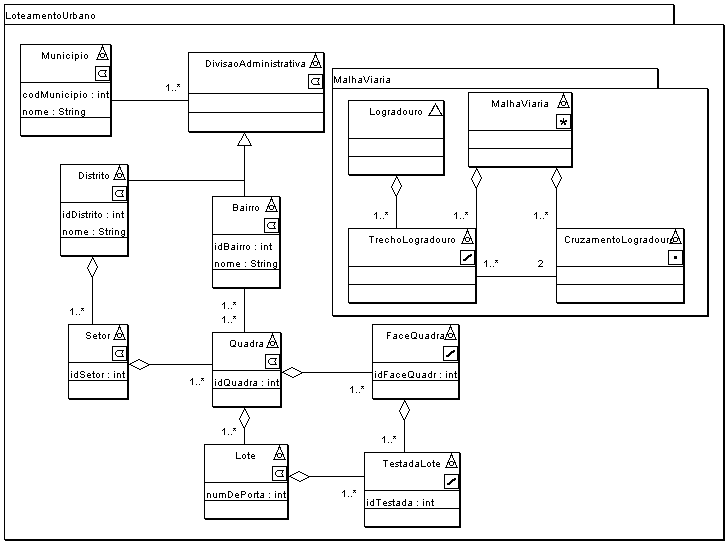 LoteamentoUrbano
Municipio
codMunicipio : int
nome : String
1..*
DivisaoAdministrativa
MalhaViaria
Logradouro
MalhaViaria
1..*
1..*
1..*
TrechoLogradouro
1..*
2
CruzamentoLogradouro
Distrito
idDistrito : int
nome : String
Bairro
idBairro : int
nome : String
1..*
1..*
1..*
Setor
idSetor : int
1..*
Quadra
idQuadra : int
1..*
FaceQuadra
idFaceQuadr : int
1..*
1..*
Lote
numDePorta : int
1..*
TestadaLote
idTestada : int